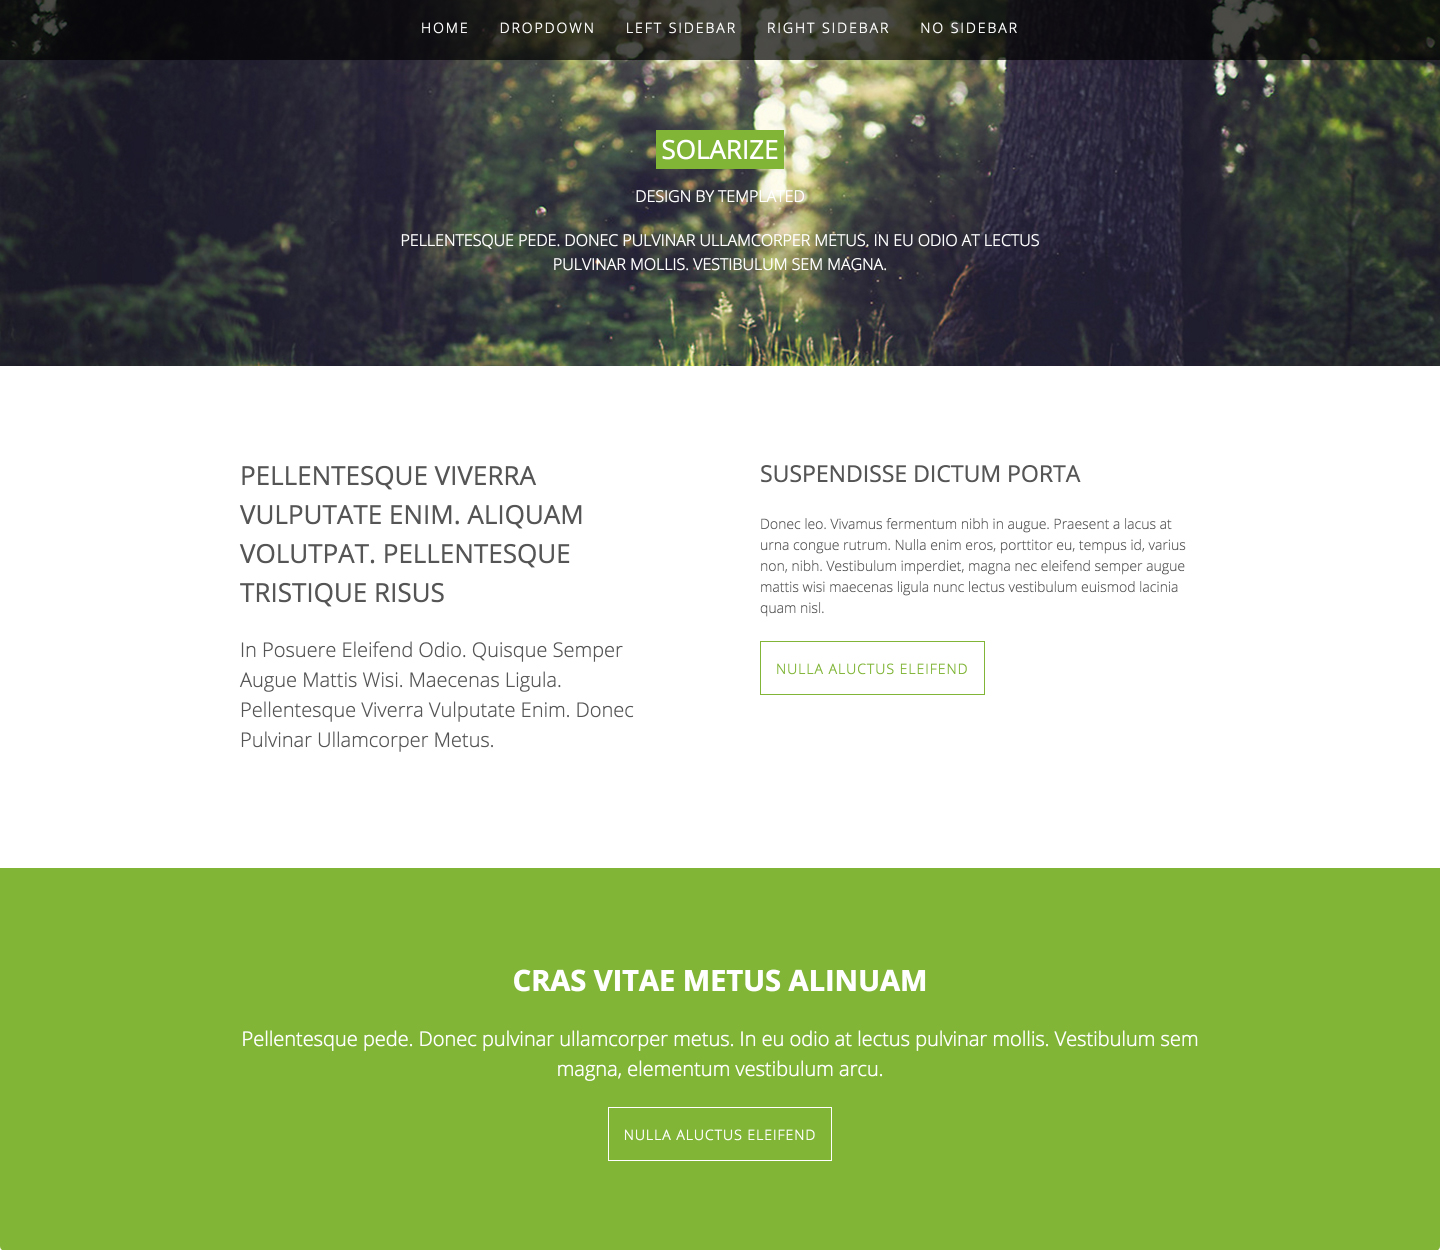 HOME DROPDOWN LEFT SIDEBAR RIGHT SIDEBAR NO SIDEBAR
SOLARIZE
DESIGN BY TEMPLATED
PELLENTESQUE PEDE. DONEC PULVINAR ULLAMCORPER METUS, IN EU ODIO AT LECTUS
PULVINAR MOLLIS. VESTIBULUM SEM MAGNA.
PELLENTESQUE VIVERRA
VULPUTATE ENIM. ALIQUAM
VOLUTPAT. PELLENTESQUE
TRISTIQUE RISUS
In Posuere Eleifend Odio. Quisque Semper
Augue Mattis Wisi. Maecenas Ligula.
Pellentesque Viverra Vulputate Enim. Donec
Pulvinar Ullamcorper Metus.
SUSPENDISSE DICTUM PORTA
Donec leo. Vivamus fermentum nibh in augue. Praesent a lacus at
urna congue rutrum. Nulla enim eros, porttitor eu, tempus id, varius
non, nibh. Vestibulum imperdiet, magna nec eleifend semper augue
mattis wisi maecenas ligula nunc lectus vestibulum euismod lacinia
quam nisl.
NULLA ALUCTUS ELEIFEND
CRAS VITAE METUS ALINUAM
Pellentesque pede. Donec pulvinar ullamcorper metus. In eu odio at lectus pulvinar mollis. Vestibulum sem
magna, elementum vestibulum arcu.
NULLA ALUCTUS ELEIFEND